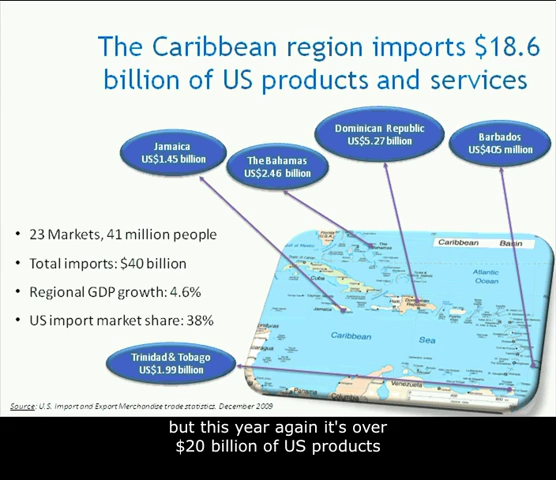 The Caribbean region imports $18.6
billion of US products and services
Dominican Republic
US$5.27 billion
Jamaica
US$1.45 billion
The Bahamas
US$2.46 billion
Barbados
US$405 million
• 23 Markets, 41 million people
• Total imports: $40 billion
• Regional GDP growth: 4.6%
• US import market share: 38%
Trinidad & Tobago
US$1.99 billion
Caribbean Basin
Atlantic
Ocean
Cuba
Jamaica
Caribbean
Sea
Panama
Venezuela
Source: U.S. Import and Export Merchandise trade statistics. December 2009
but this year again it's over
$20 billion of US products